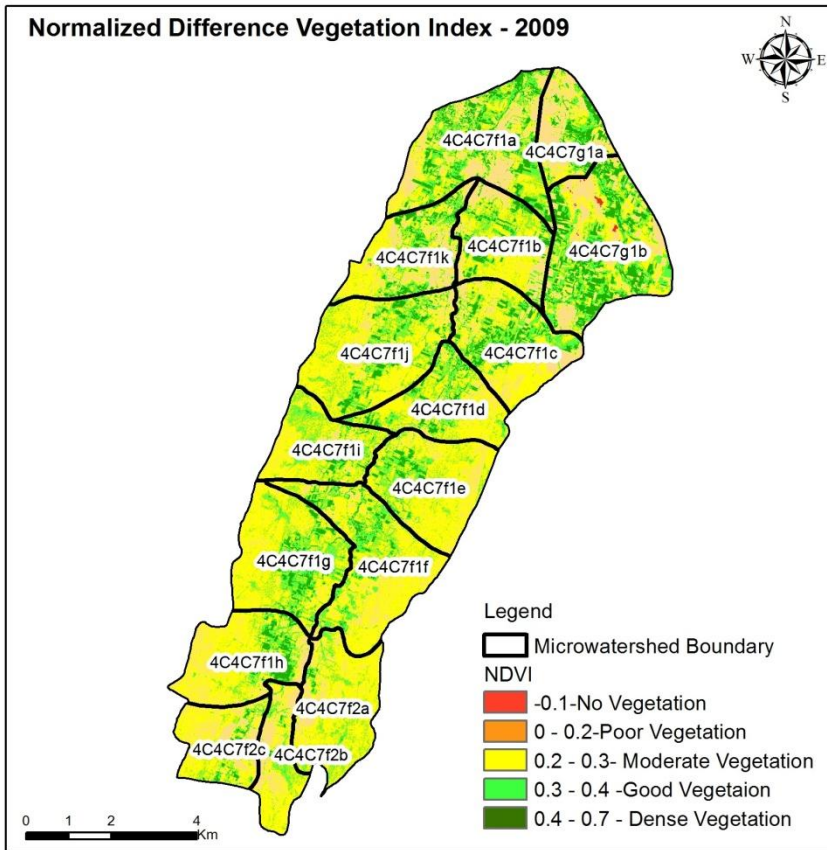 Normalized Difference Vegetation Index - 2009
N
W E
S
4C4C7f1a
4C4C7g1a
4C4C7f1b
4C4C7g1b
4C4C7f1k
4C4C7f1j
4C4C7f1c
4C4C7f1d
4C4C7f1i
4C4C7f1e
4C4C7f1g
4C4C7f1f
4C4C7f1h
4C4C7f2a
4C4C7f2c
4C4C7f2b
Legend
Microwatershed Boundary
NDVI
-0.1-No Vegetation
0 - 0.2-Poor Vegetation
0.2 - 0.3- Moderate Vegetation
0.3 - 0.4 -Good Vegetaion
0.4 - 0.7 - Dense Vegetation
0 1 2 4
Km